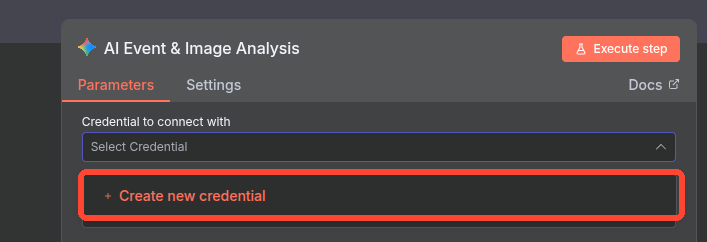 AI Event & Image Analysis
Execute step
Parameters
Settings
Docs
Credential to connect with
Select Credential
+ Create new credential